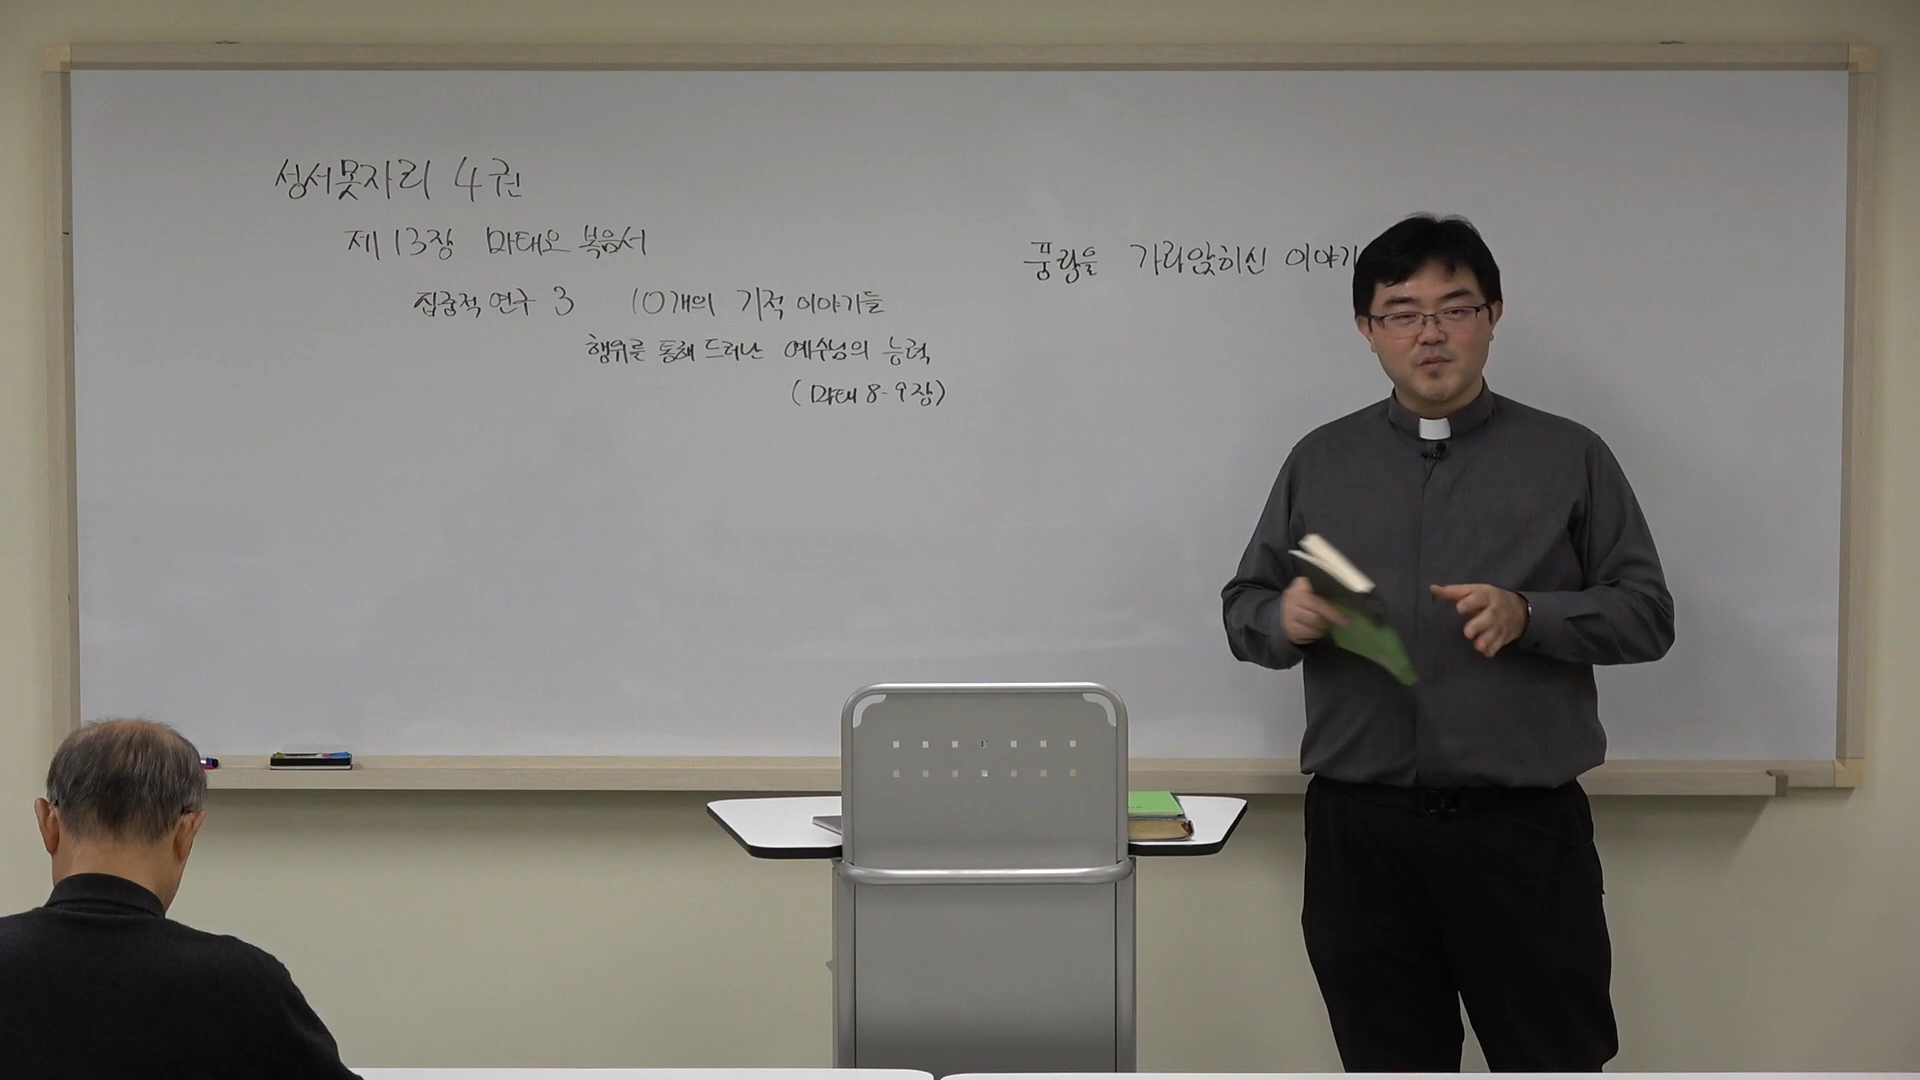 성서못자리 4권
제13장 마태오 복음서
집중적 연구 3 10개의 기적 이야기들
행위를 통해 드러난 예수님의 능력
(마태 8-9장)
풍랑을 가라앉히신 이야기